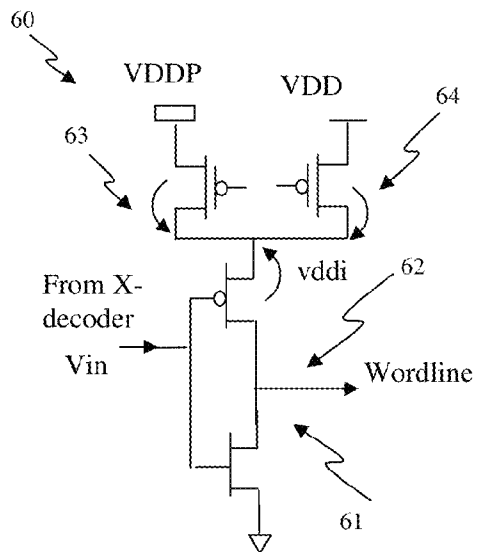 60
VDDP
VDD
63
64
From X-
decoder
vddi
62
Vin
Wordline
61